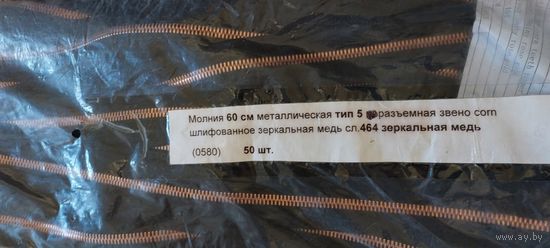 Молния 60 см металлическая тип 5 разъемная звено corn
шлифованное зеркальная медь сл.464 зеркальная медь
(0580) 50 шт.
www.ay.by